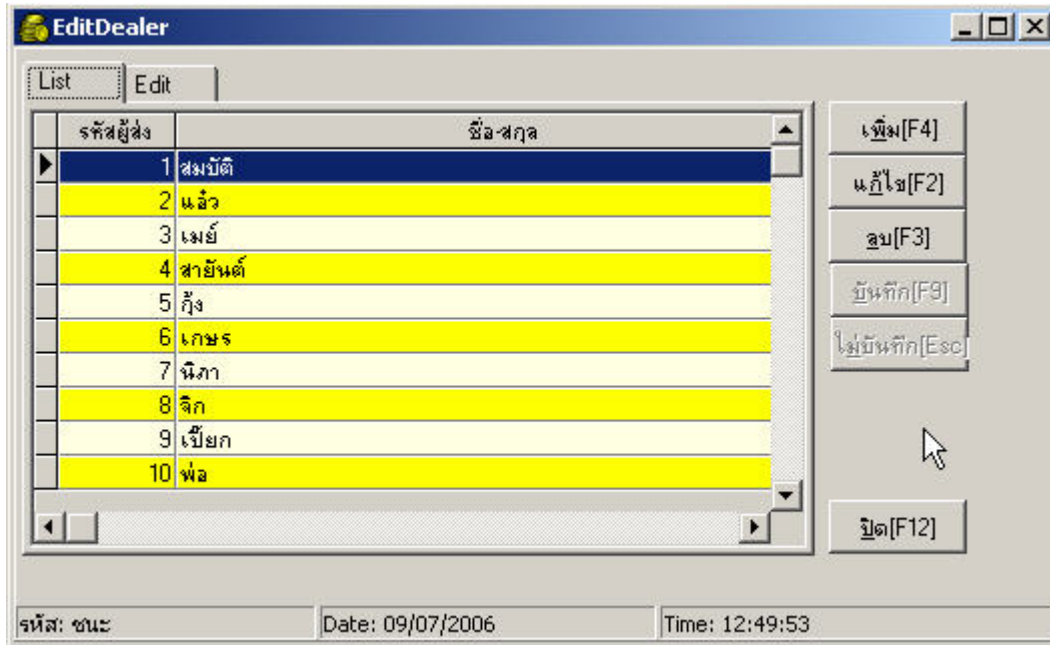 EditDealer
List Edit
รหัสผู้ส่ง ชื่อ-สกุล
1 สมบัติ
2 แล้ว
3 เมย์
4 สายันต์
5 กุ้ง
6 เกษร
7 นิภา
8 จิก
9 เปี๊ยก
10 พ่อ
เพิ่ม[F4]
แก้ไข[F2]
ลบ[F3]
บันทึก[F9]
ไม่บันทึก[Esc]
ปิด[F12]
รหัส: ชนะ Date: 09/07/2006 Time: 12:49:53